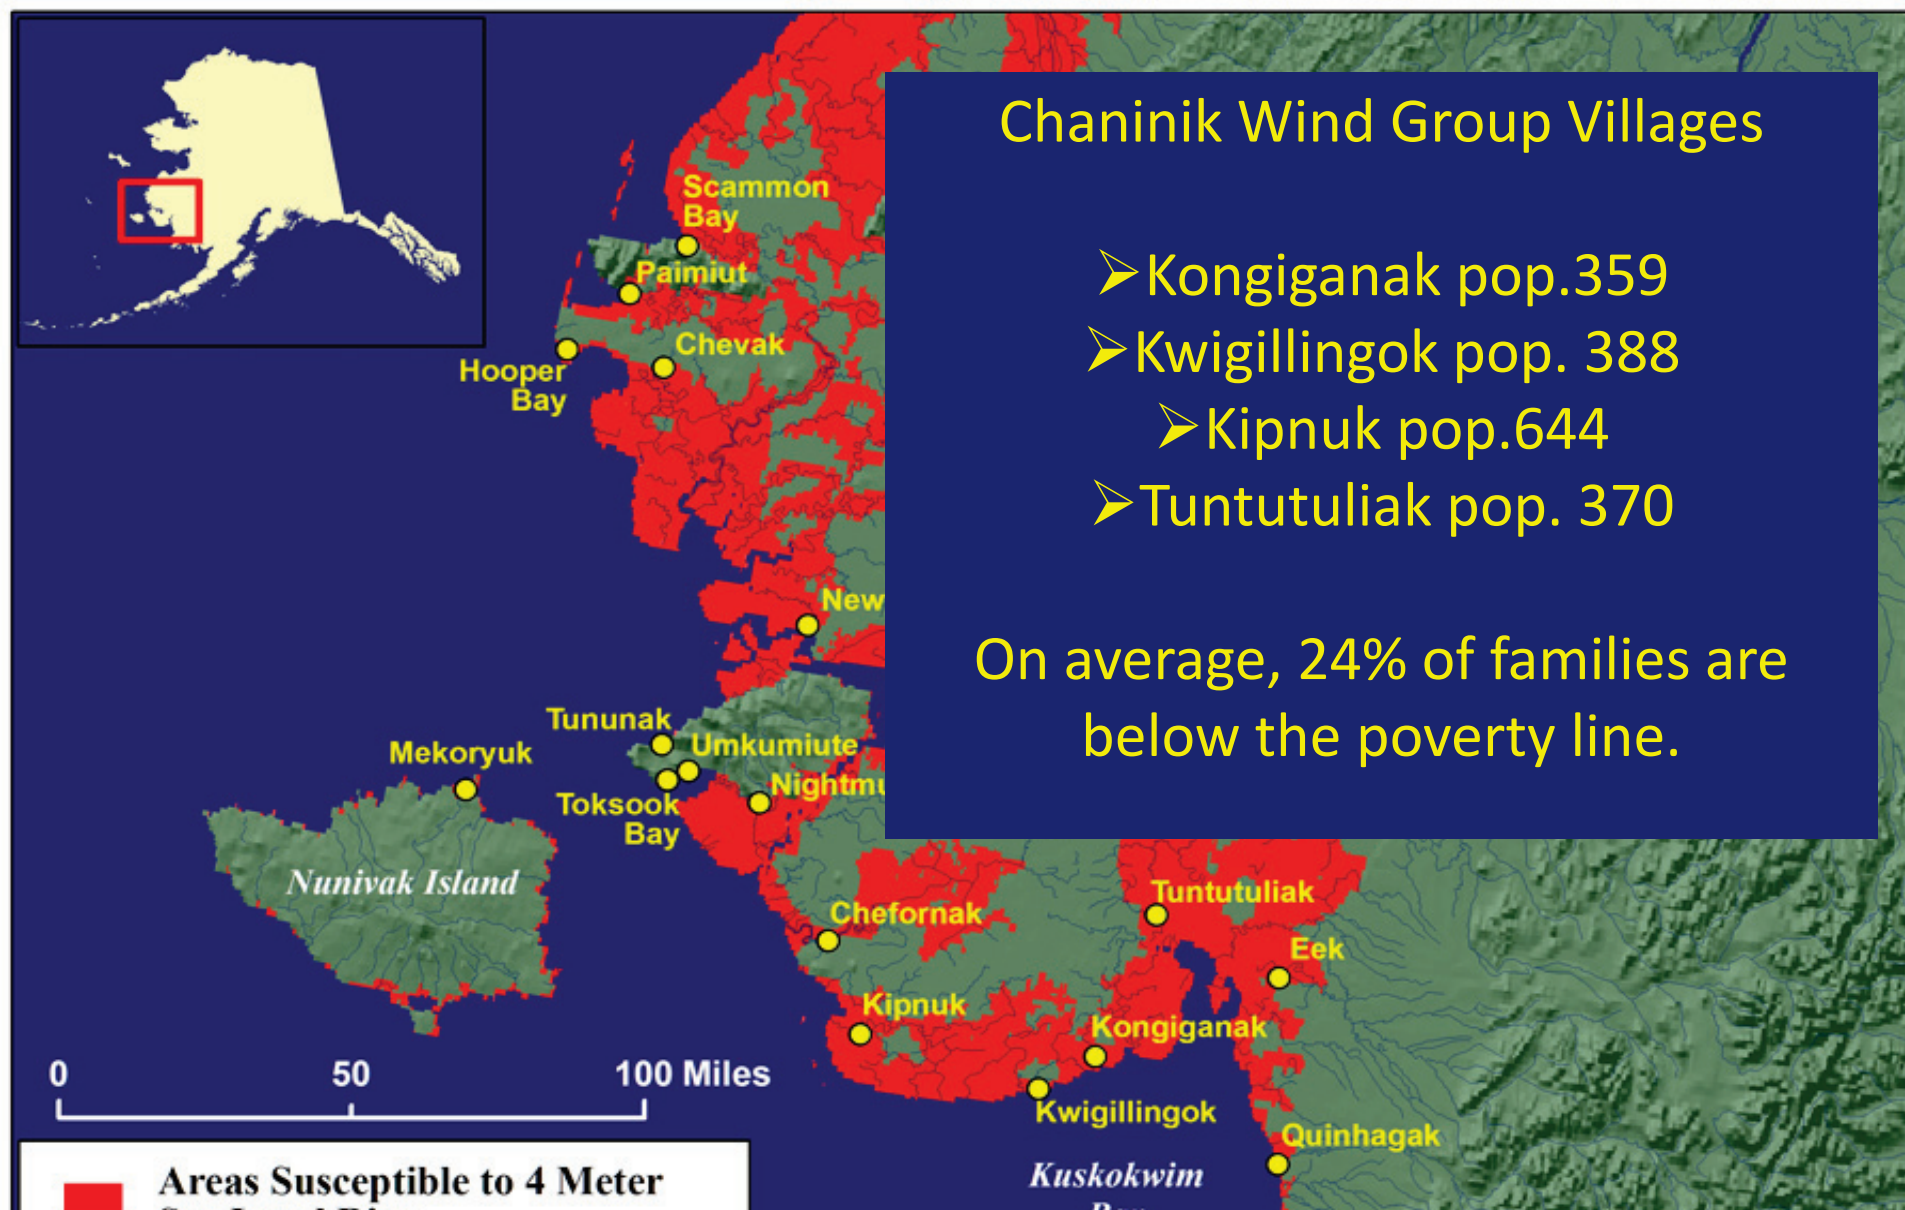 Chaninik Wind Group Villages
➢Kongiganak pop.359
➢Kwigillingok pop. 388
➢Kipnuk pop.644
➢Tuntutuliak pop. 370
On average, 24% of families are
below the poverty line.
Scammon
Bay
Paimiut
Chevak
Hooper
Bay
New
Tununak
Umkumiute
Mekoryuk
Toksook
Bay
Nunivak Island
Chefornak
Tuntutuliak
Eek
Kipnuk
Kongiganak
Kwigillingok
Quinhagak
Kuskokwim
0 50 100 Miles
Areas Susceptible to 4 Meter